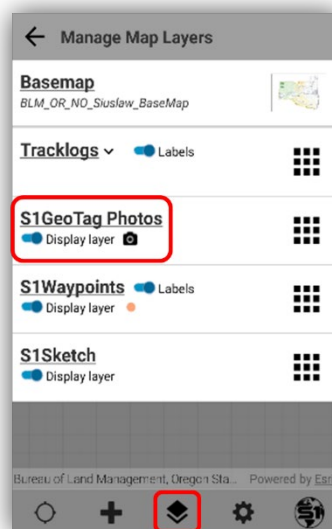 Manage Map Layers
Basemap
BLM_OR_NO_Siuslaw_BaseMap
Tracklogs Labels
S1GeoTag Photos
Display layer
S1Waypoints Labels
Display layer
S1Sketch
Display layer
Bureau of Land Management, Oregon Sta... Powered by Esri
S1